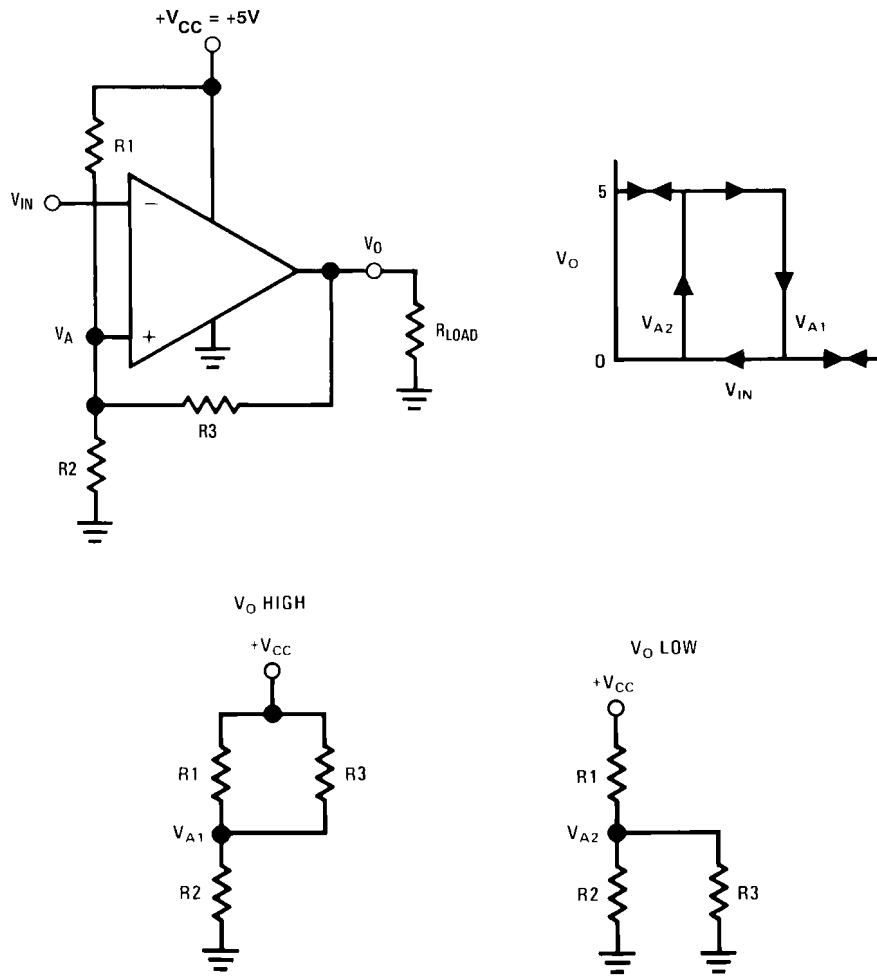 +VCC = +5V
R1
VIN
−
VO
VA
+
RLOAD
R3
R2
5
VO
VA2
VA1
0
VIN
VO HIGH
+VCC
R1
R3
VA1
R2
VO LOW
+VCC
R1
VA2
R2
R3